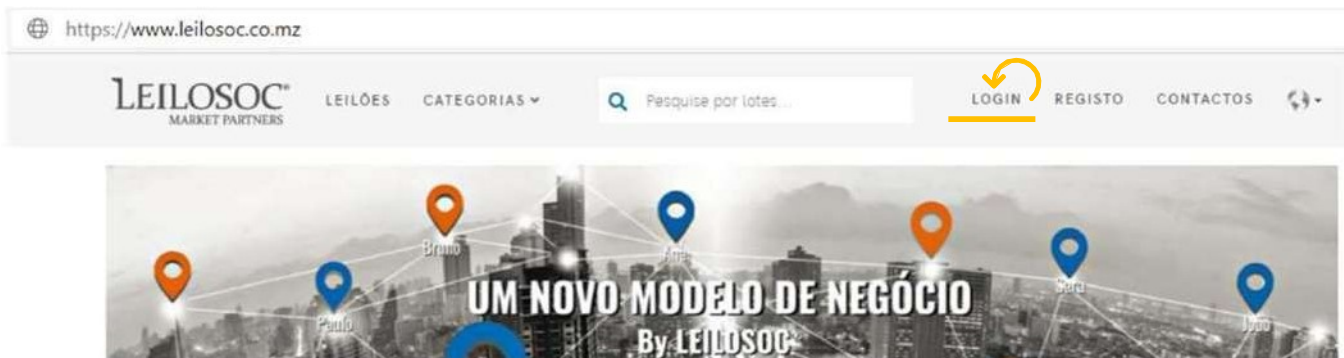 https://www.leilosoc.co.mz
LEILOSOC®
MARKET PARTNERS
LEILÕES
CATEGORIAS
Pesquise por lotes...
LOGIN
REGISTO
CONTACTOS
Bruno
Ana
Sara
Paulo
João
UM NOVO MODELO DE NEGÓCIO
By LEILOSOC